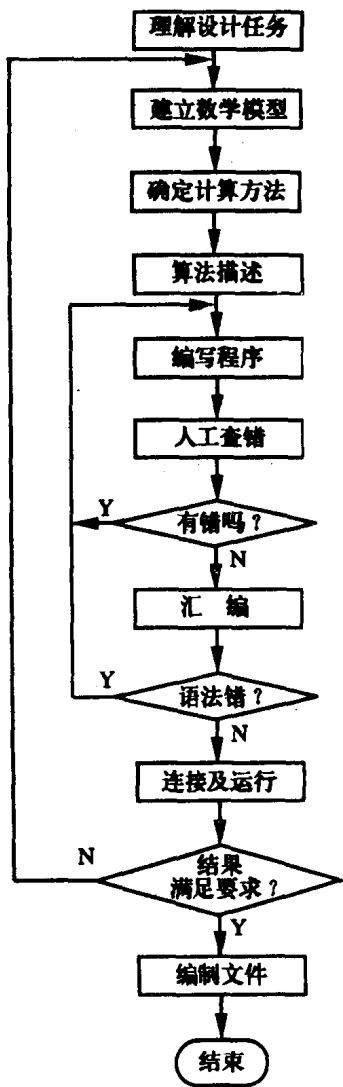 理解设计任务
建立数学模型
确定计算方法
算法描述
编写程序
人工查错
Y
有错吗？
N
汇 编
Y
语法错？
N
连接及运行
N
结果
满足要求？
Y
编制文件
结束